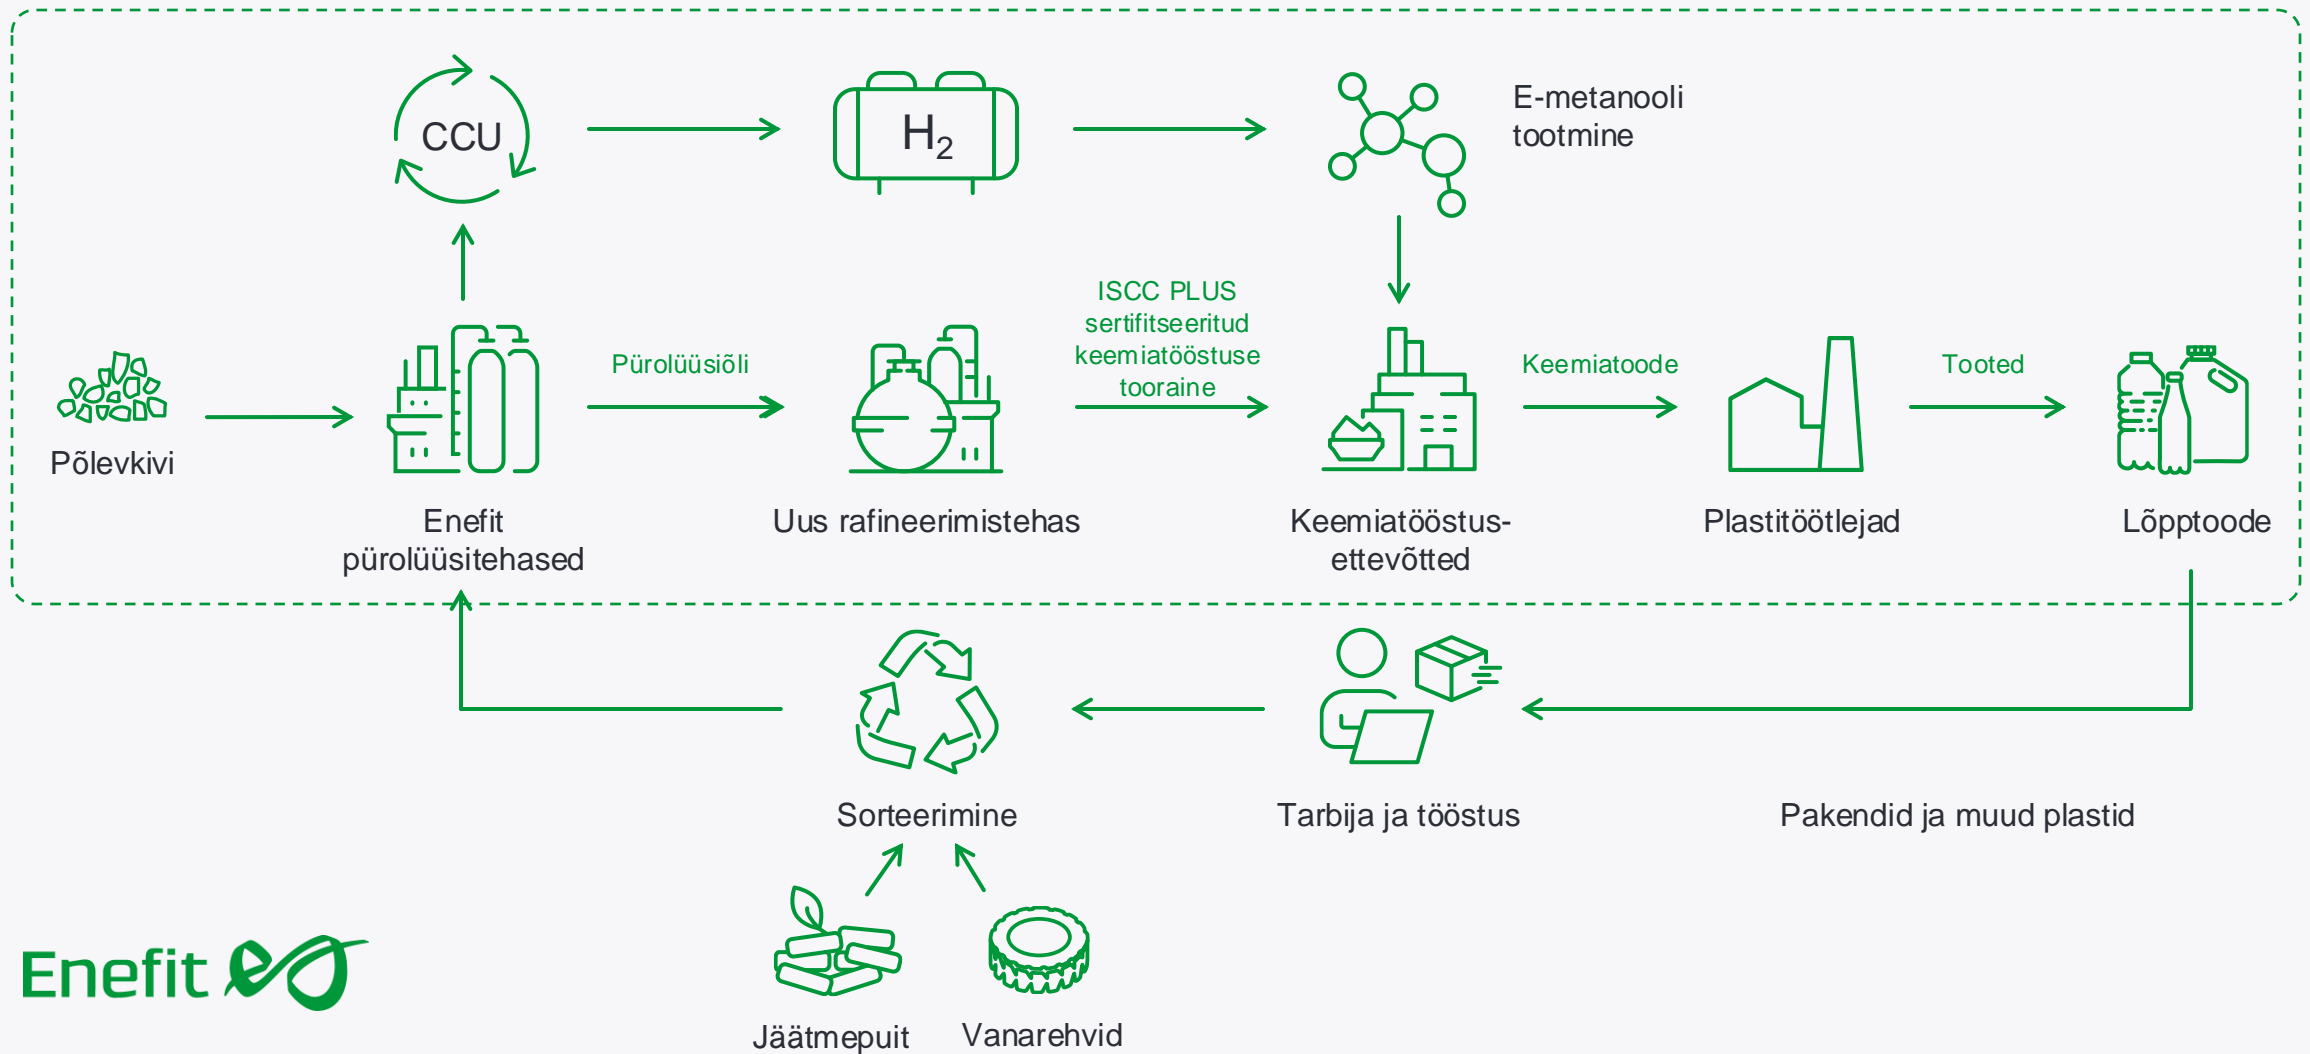 CCU
H₂
E-metanooli
tootmine
Põlevkivi
Pürolüüsiõli
ISCC PLUS
sertifitseeritud
keemiatööstuse
tooraine
Keemiatoode
Tooted
Enefit
pürolüüsitehased
Uus rafineerimistehas
Keemiatööstus-
ettevõtted
Plastitöötlejad
Lõpptoode
Sorteerimine
Tarbija ja tööstus
Pakendid ja muud plastid
Enefit
Jäätmepuit
Vanarehvid